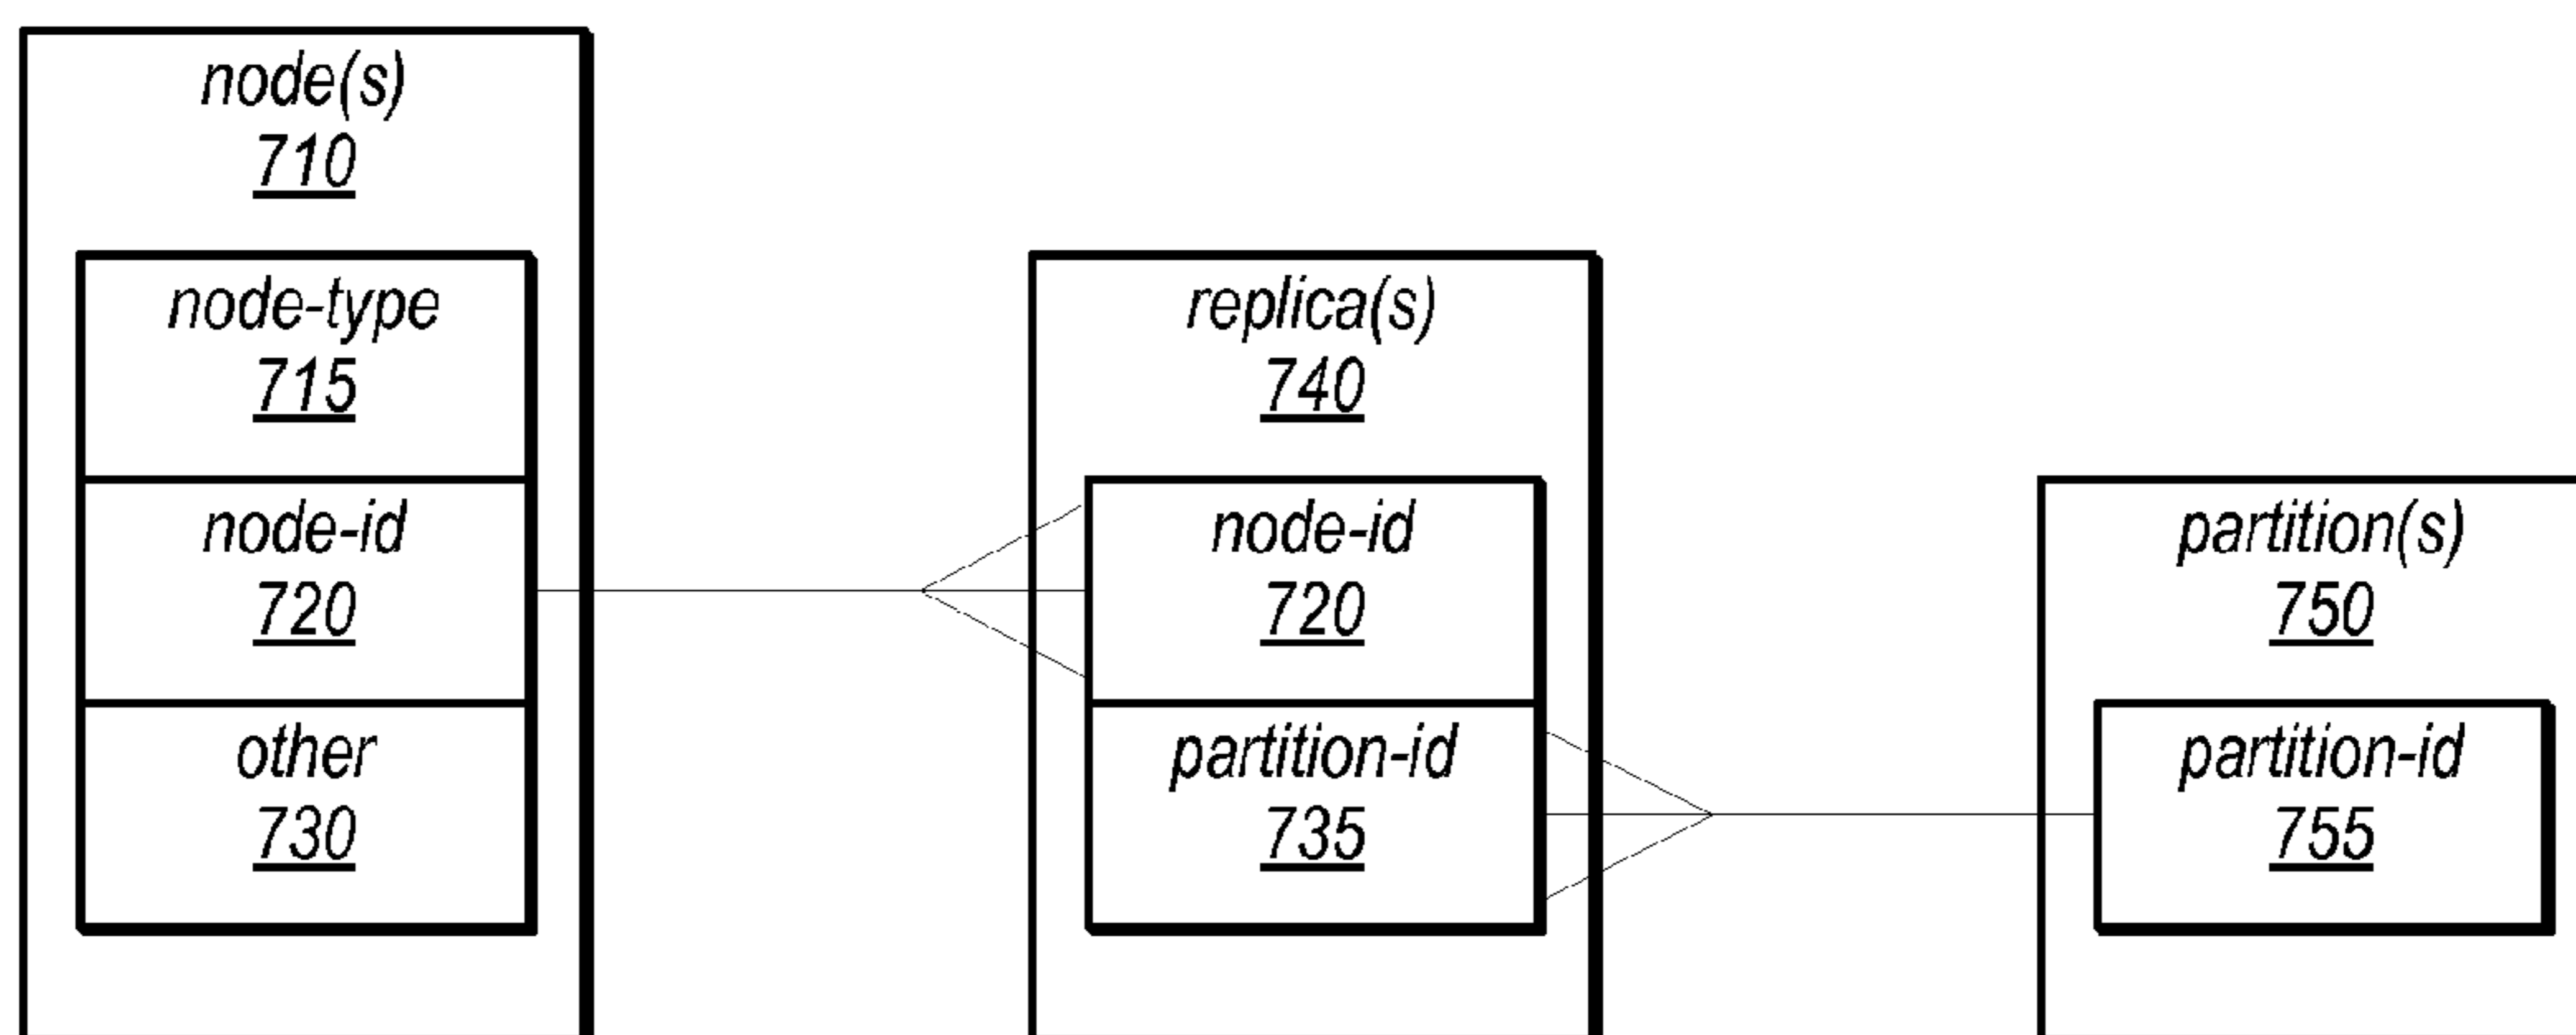 node(s)
710
node-type
715
node-id
720
other
730
replica(s)
740
node-id
720
partition-id
735
partition(s)
750
partition-id
755